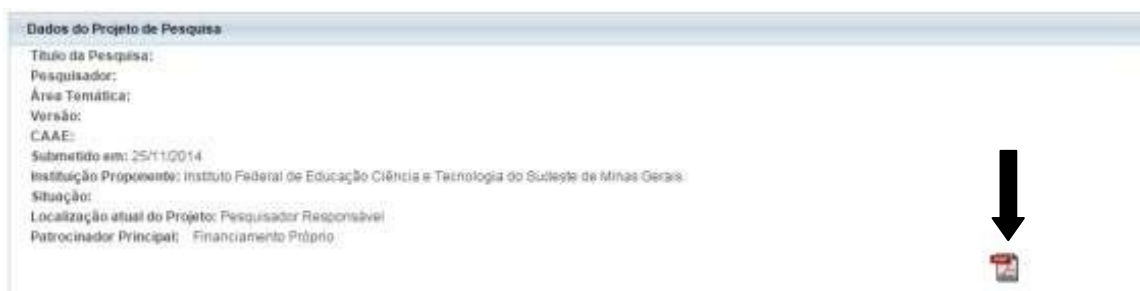 Dados do Projeto de Pesquisa
Título da Pesquisa:
Pesquisador:
Área Temática:
Versão:
CAAE:
Submetido em: 25/11/2014
Instituição Proponente: Instituto Federal de Educação Ciência e Tecnologia do Sudeste de Minas Gerais
Situação:
Localização atual do Projeto: Pesquisador Responsável
Patrocinador Principal: Financiamento Próprio